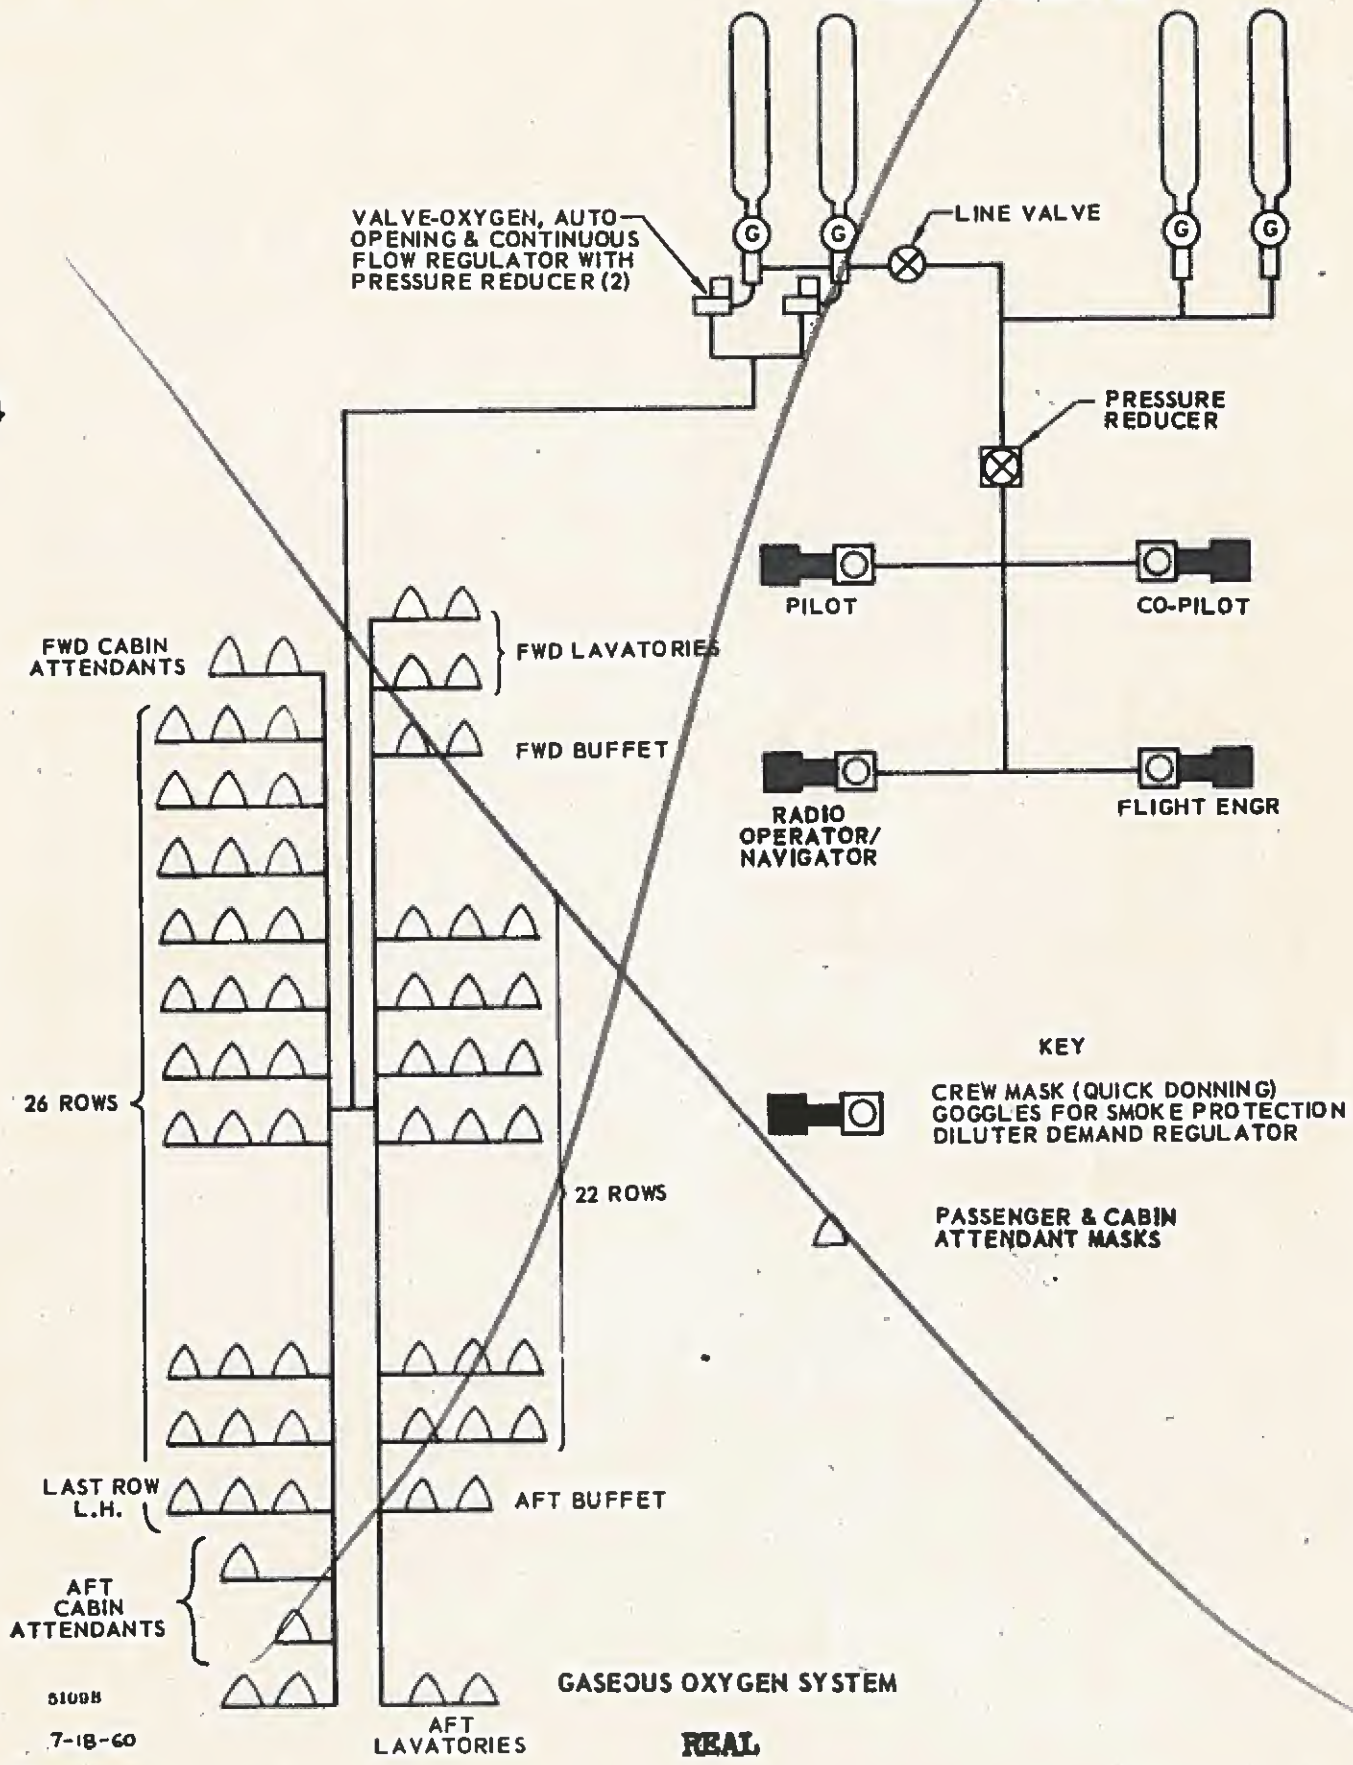 G
G
G
G
VALVE-OXYGEN, AUTO
OPENING & CONTINUOUS
FLOW REGULATOR WITH
PRESSURE REDUCER (2)
LINE VALVE
PRESSURE
REDUCER
PILOT
CO-PILOT
FWD CABIN
ATTENDANTS
FWD LAVATORIES
FWD BUFFET
RADIO
OPERATOR/
NAVIGATOR
FLIGHT ENGR
26 ROWS
22 ROWS
KEY
CREW MASK (QUICK DONNING)
GOGGLES FOR SMOKE PROTECTION
DILUTER DEMAND REGULATOR
PASSENGER & CABIN
ATTENDANT MASKS
LAST ROW
L.H.
AFT BUFFET
AFT
CABIN
ATTENDANTS
AFT
LAVATORIES
GASEOUS OXYGEN SYSTEM
REAL
5109B
7-18-60